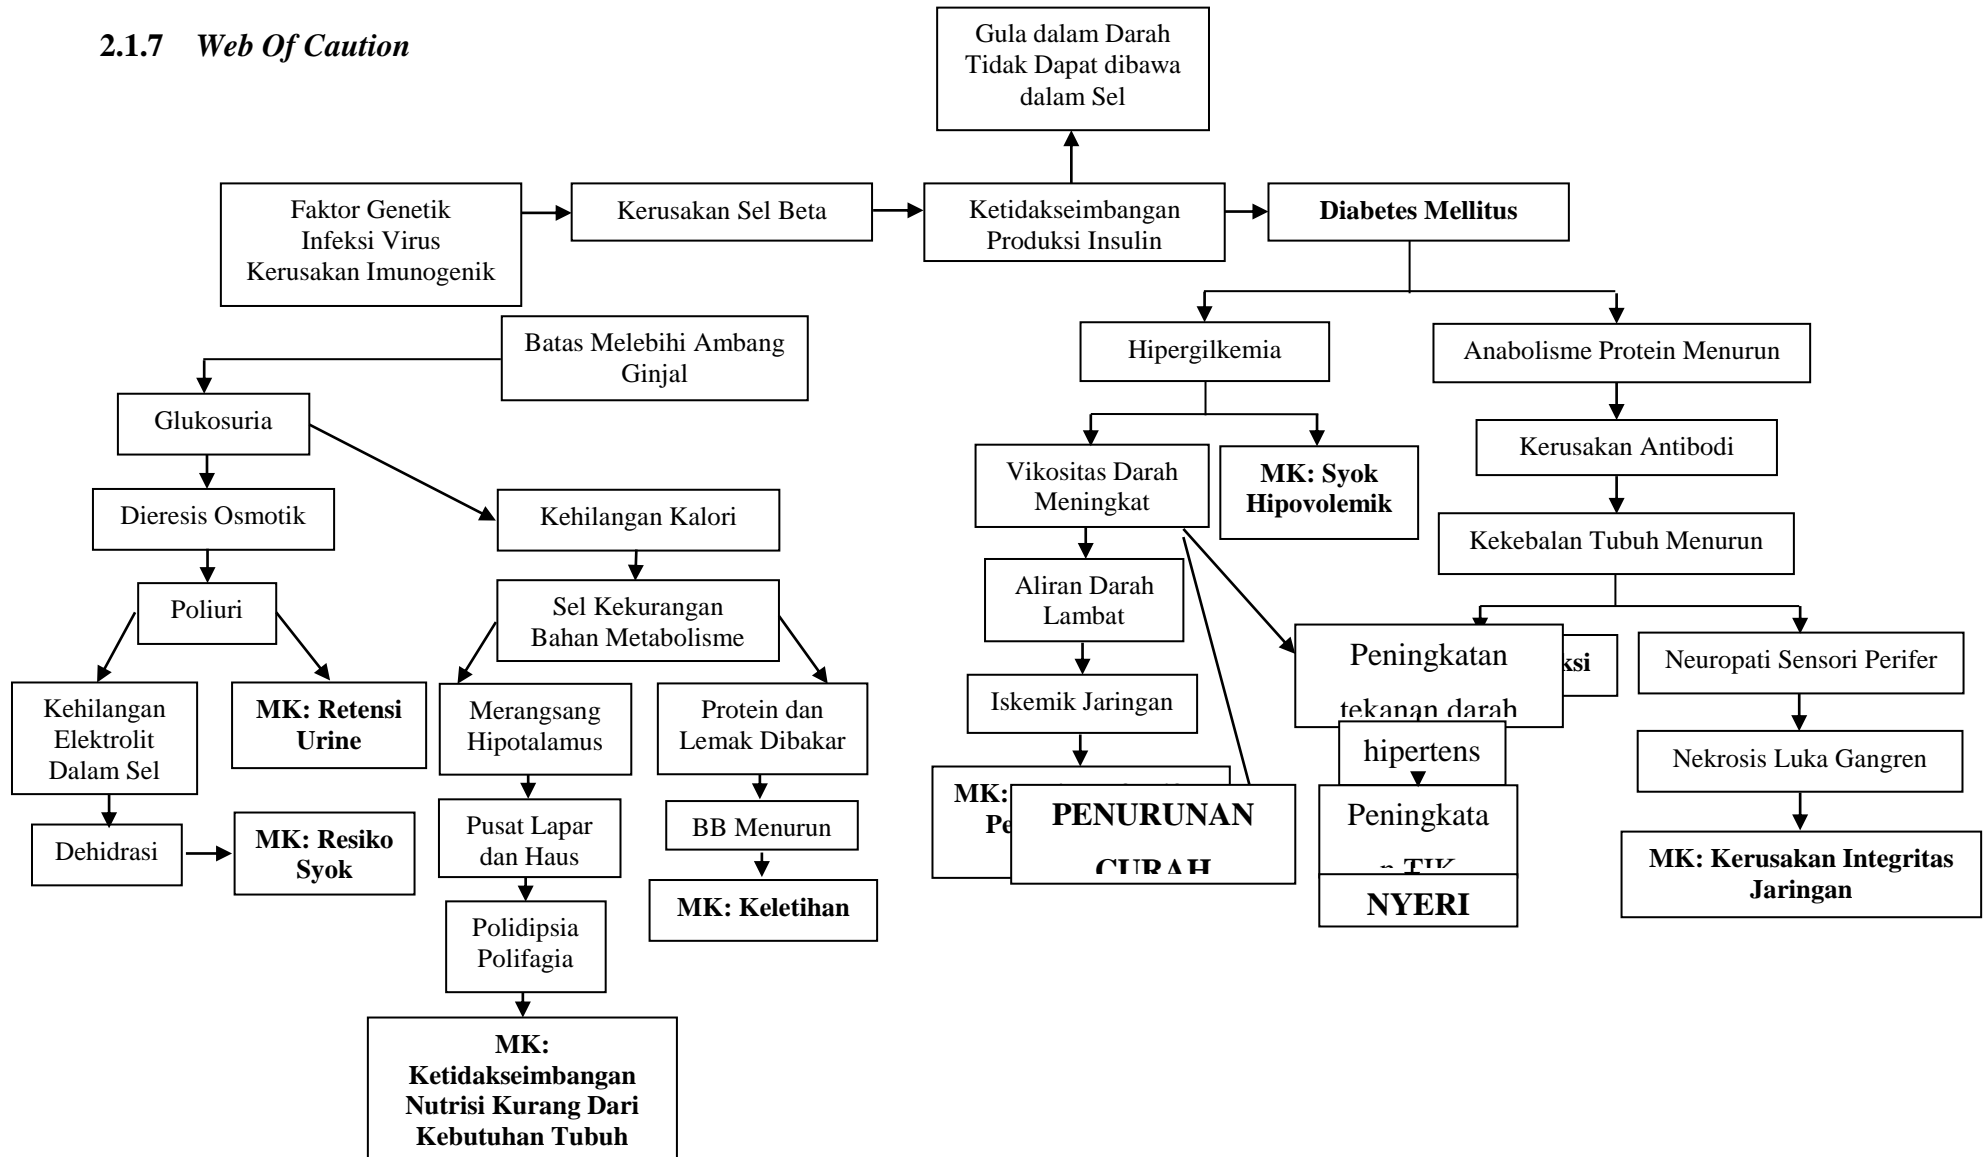 2.1.7 Web Of Caution
Gula dalam Darah
Tidak Dapat dibawa
dalam Sel
Faktor Genetik
Infeksi Virus
Kerusakan Imunogenik
Kerusakan Sel Beta
Ketidakseimbangan
Produksi Insulin
Diabetes Mellitus
Batas Melebihi Ambang
Ginjal
Hipergilkemia
Anabolisme Protein Menurun
Glukosuria
Kerusakan Antibodi
Vikositas Darah
Meningkat
MK: Syok
Hipovolemik
Dieresis Osmotik
Kehilangan Kalori
Kekebalan Tubuh Menurun
Aliran Darah
Lambat
Poliuri
Sel Kekurangan
Bahan Metabolisme
Peningkatan
tekanan darah
ksi
Neuropati Sensori Perifer
Kehilangan
Elektrolit
Dalam Sel
MK: Retensi
Urine
Merangsang
Hipotalamus
Protein dan
Lemak Dibakar
Iskemik Jaringan
hipertens
Nekrosis Luka Gangren
MK:
Pe
PENURUNAN
CURAH
Peningkata
n TIK
NYERI
Dehidrasi
MK: Resiko
Syok
Pusat Lapar
dan Haus
BB Menurun
MK: Kerusakan Integritas
Jaringan
MK: Keletihan
Polidipsia
Polifagia
MK:
Ketidakseimbangan
Nutrisi Kurang Dari
Kebutuhan Tubuh